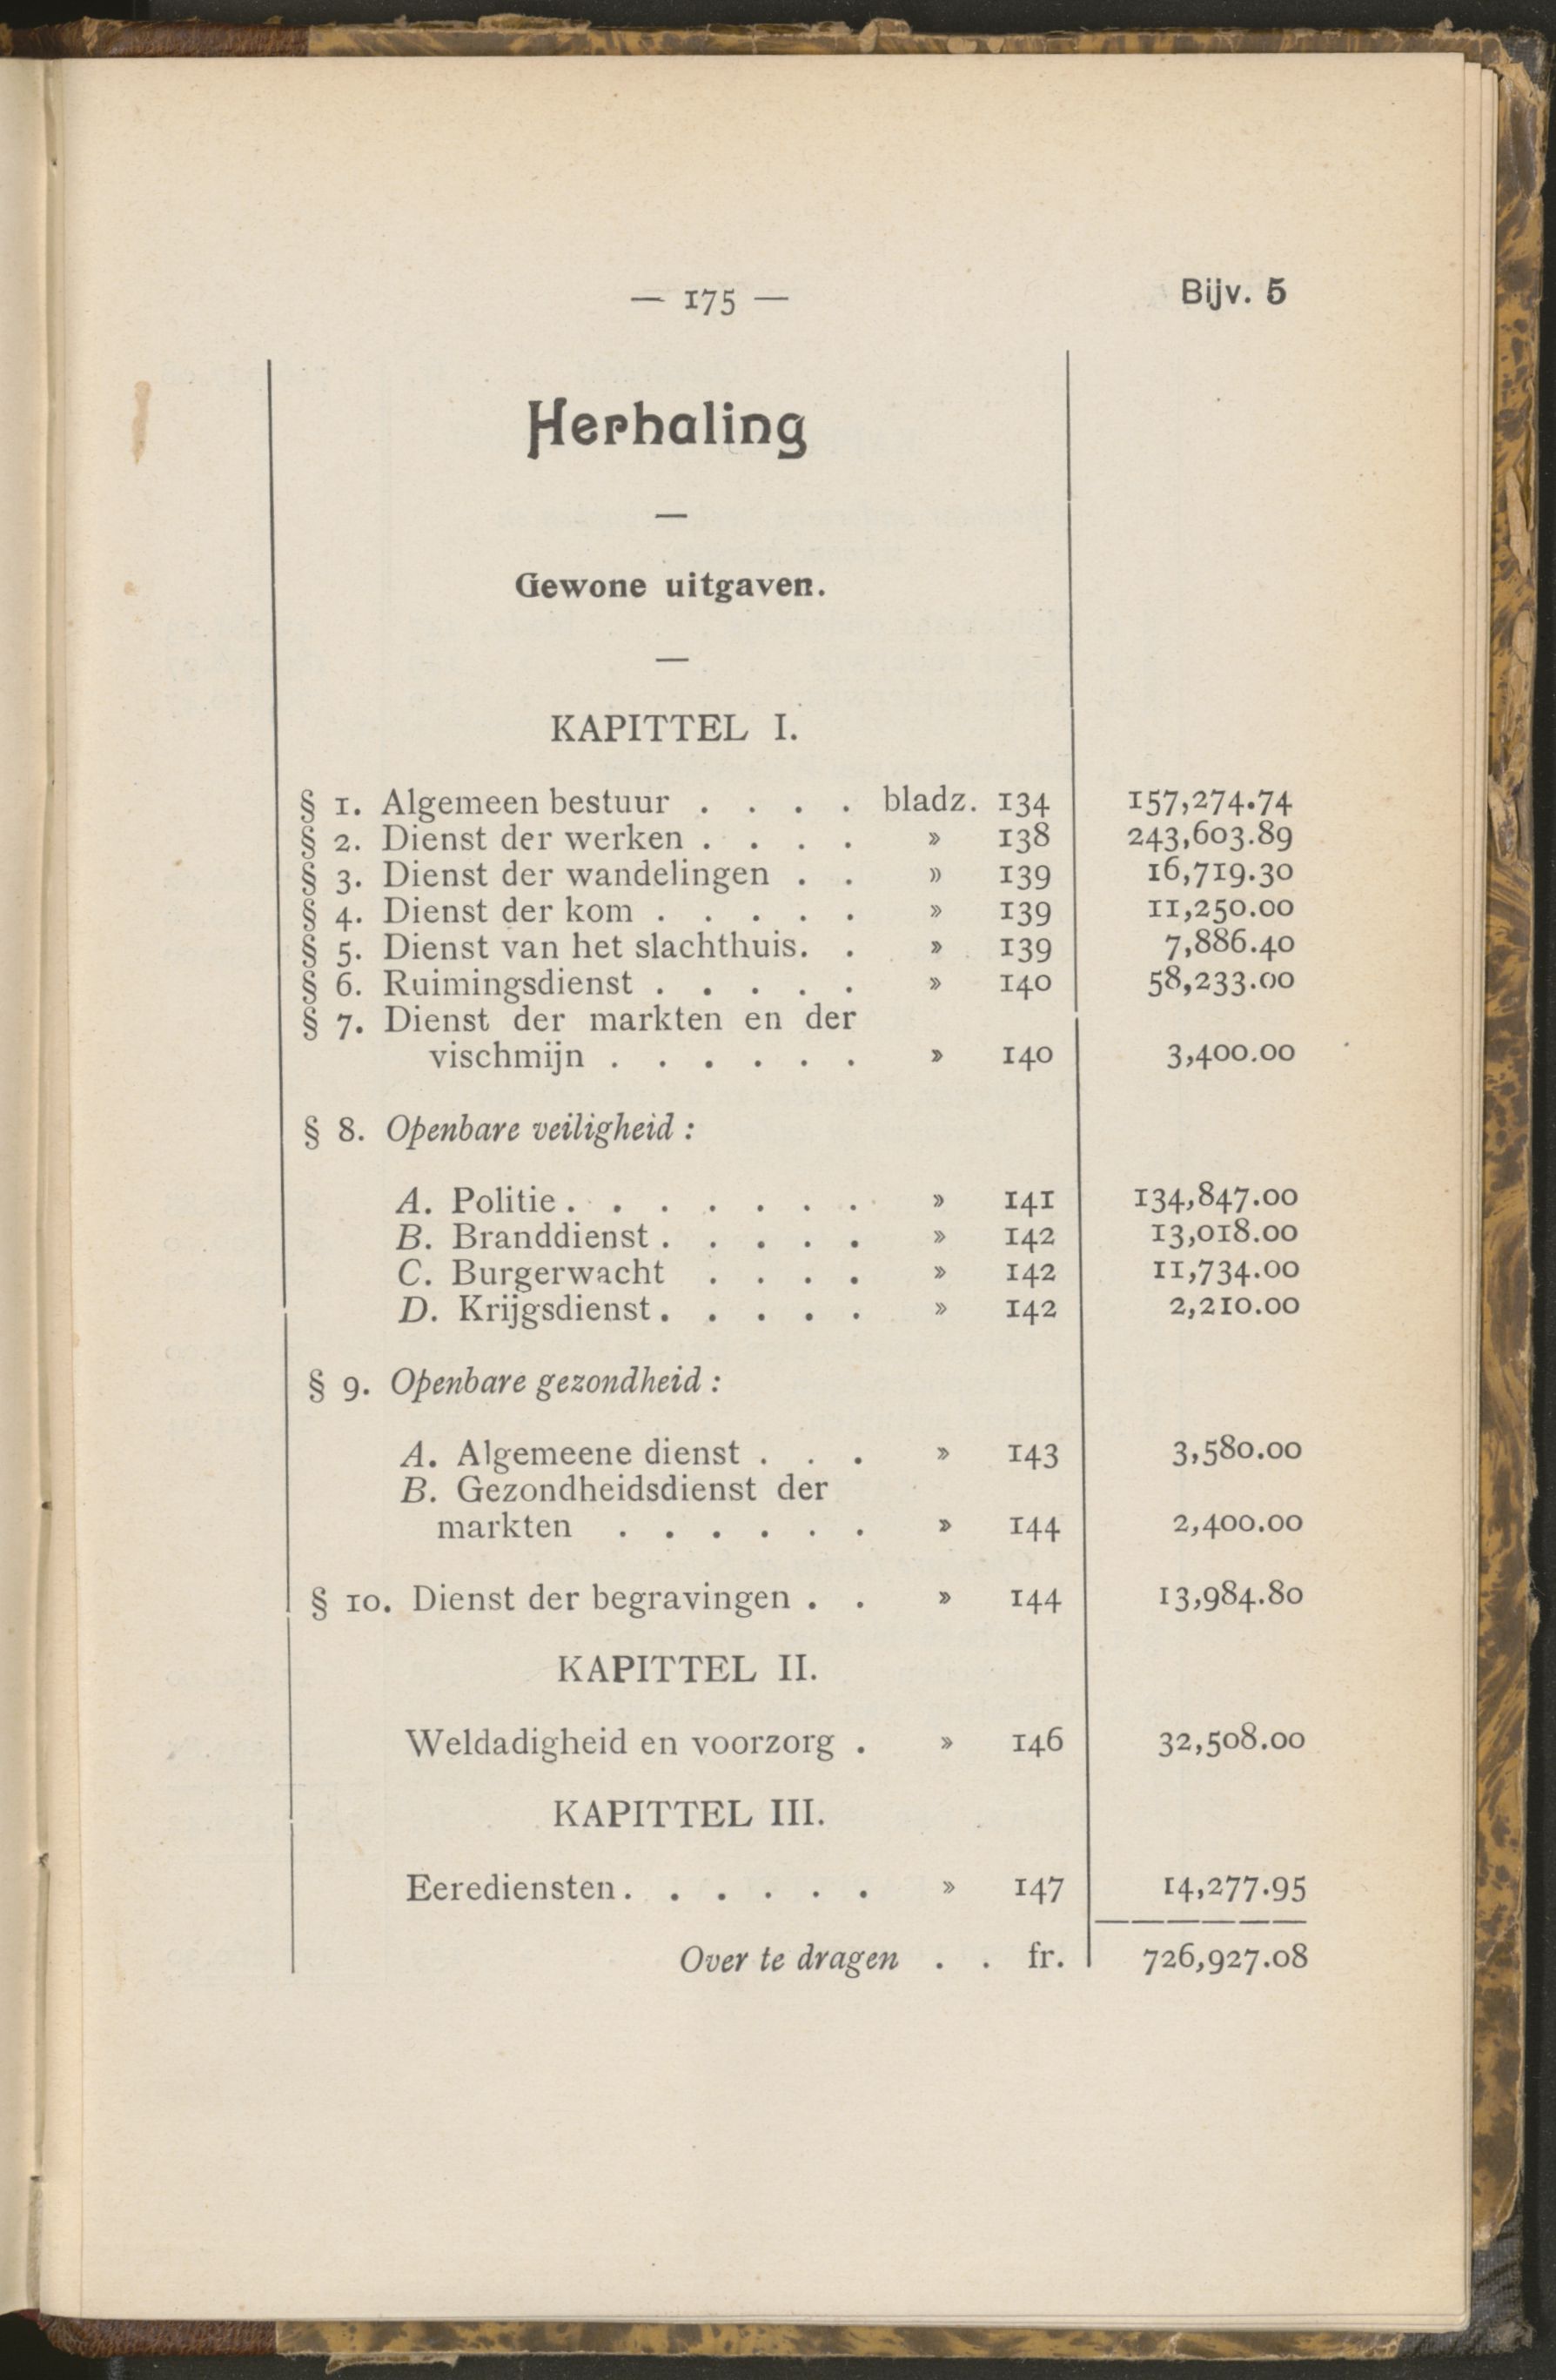 — 175 —
Bijv. 5
Herhaling
—
Gewone uitgaven.
—
KAPITTEL I.
§ 1. Algemeen bestuur . . . . bladz. 134 157,274.74
§ 2. Dienst der werken . . . . » 138 243,603.89
§ 3. Dienst der wandelingen . . » 139 16,719.30
§ 4. Dienst der kom . . . . . » 139 11,250.00
§ 5. Dienst van het slachthuis. . » 139 7,886.40
§ 6. Ruimingsdienst . . . . . » 140 58,233.00
§ 7. Dienst der markten en der
vischmijn . . . . . . » 140 3,400.00
§ 8. Openbare veiligheid :
A. Politie . . . . . . . » 141 134,847.00
B. Branddienst . . . . . » 142 13,018.00
C. Burgerwacht . . . . » 142 11,734.00
D. Krijgsdienst . . . . . » 142 2,210.00
§ 9. Openbare gezondheid :
A. Algemeene dienst . . . » 143 3,580.00
B. Gezondheidsdienst der
markten . . . . . . » 144 2,400.00
§ 10. Dienst der begravingen . . » 144 13,984.80
KAPITTEL II.
Weldadigheid en voorzorg . » 146 32,508.00
KAPITTEL III.
Eerediensten . . . . . . » 147 14,277.95
Over te dragen . . fr. 726,927.08